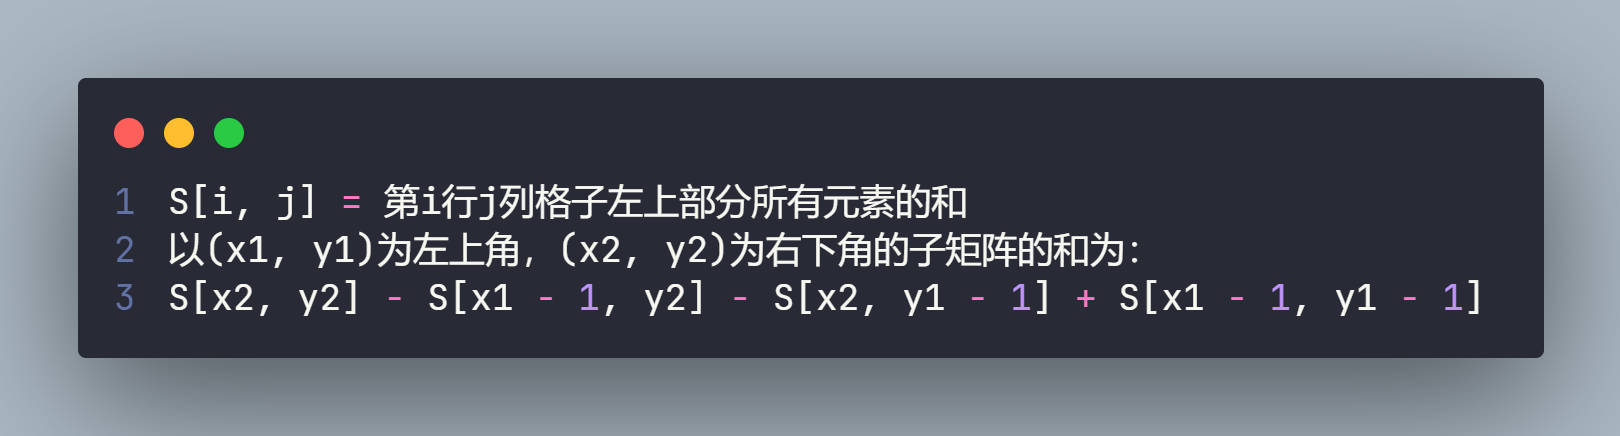 1 S[i, j] = 第i行j列格子左上部分所有元素的和
2 以(x1, y1)为左上角, (x2, y2)为右下角的子矩阵的和为:
3 S[x2, y2] - S[x1 - 1, y2] - S[x2, y1 - 1] + S[x1 - 1, y1 - 1]